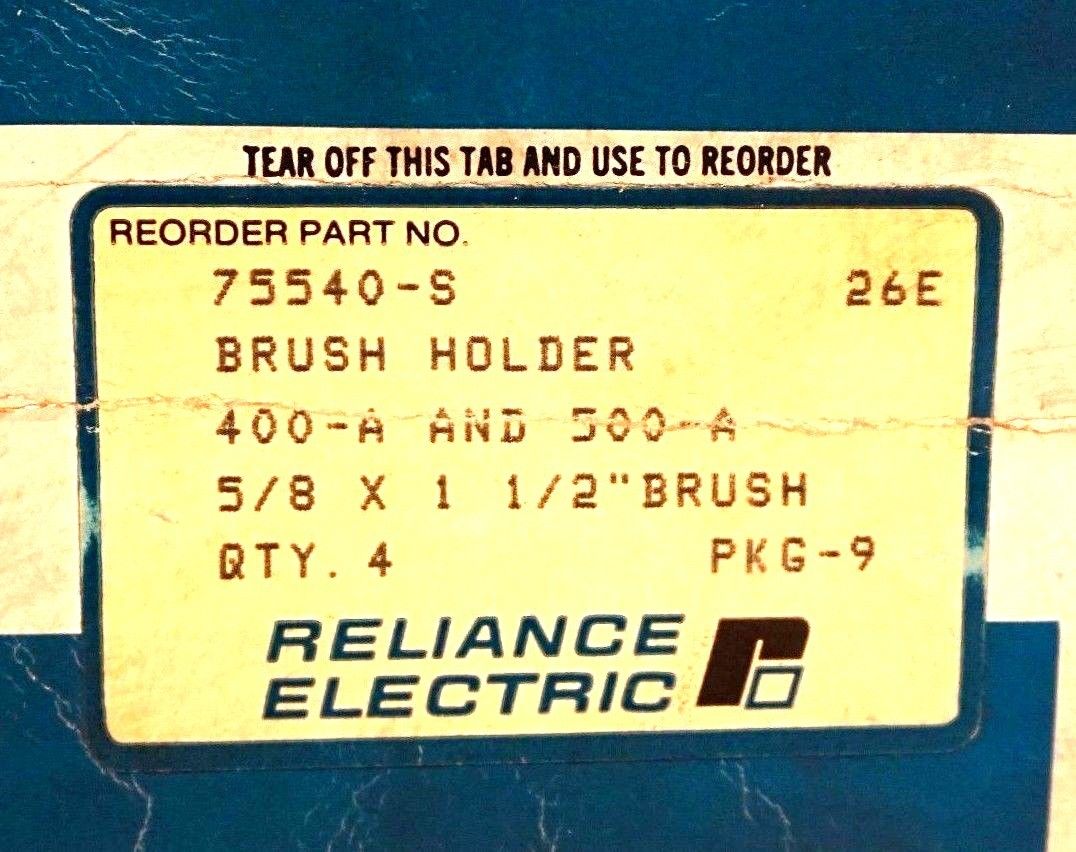 TEAR OFF THIS TAB AND USE TO REORDER
REORDER PART NO.
75540-S 26E
BRUSH HOLDER
400-A AND 500-A
5/8 X 1 1/2"BRUSH
QTY. 4 PKG-9
RELIANCE
ELECTRIC